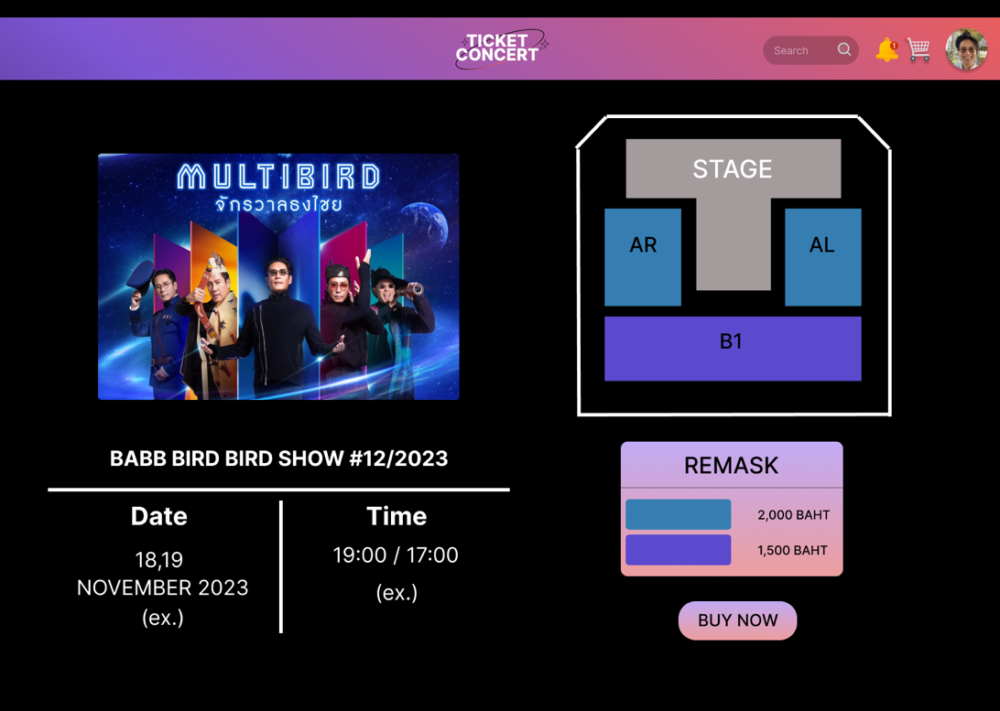 TICKET
CONCERT
Search
1
MULTIBIRD
จักรวาลธงไชย
STAGE
AR
AL
B1
BABB BIRD BIRD SHOW #12/2023
Date
18,19
NOVEMBER 2023
(ex.)
Time
19:00 / 17:00
(ex.)
REMASK
2,000 BAHT
1,500 BAHT
BUY NOW